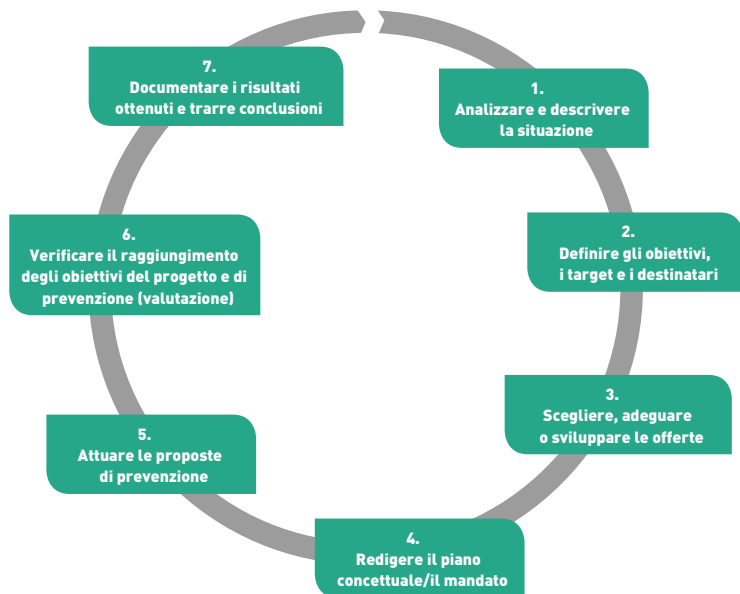 1.
Analizzare e descrivere
la situazione
2.
Definire gli obiettivi,
i target e i destinatari
3.
Scegliere, adeguare
o sviluppare le offerte
4.
Redigere il piano
concettuale/il mandato
5.
Attuare le proposte
di prevenzione
6.
Verificare il raggiungimento
degli obiettivi del progetto e di
prevenzione (valutazione)
7.
Documentare i risultati
ottenuti e trarre conclusioni